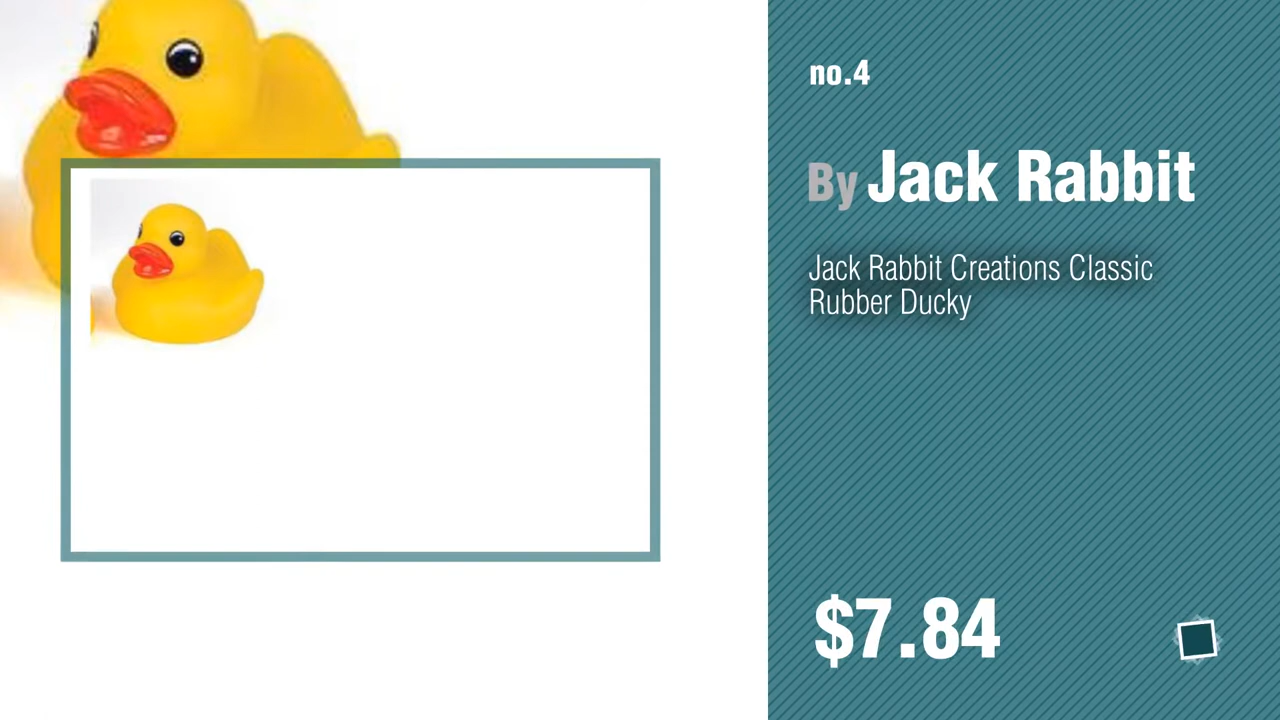 no.4
By Jack Rabbit
Jack Rabbit Creations Classic
Rubber Ducky
$7.84